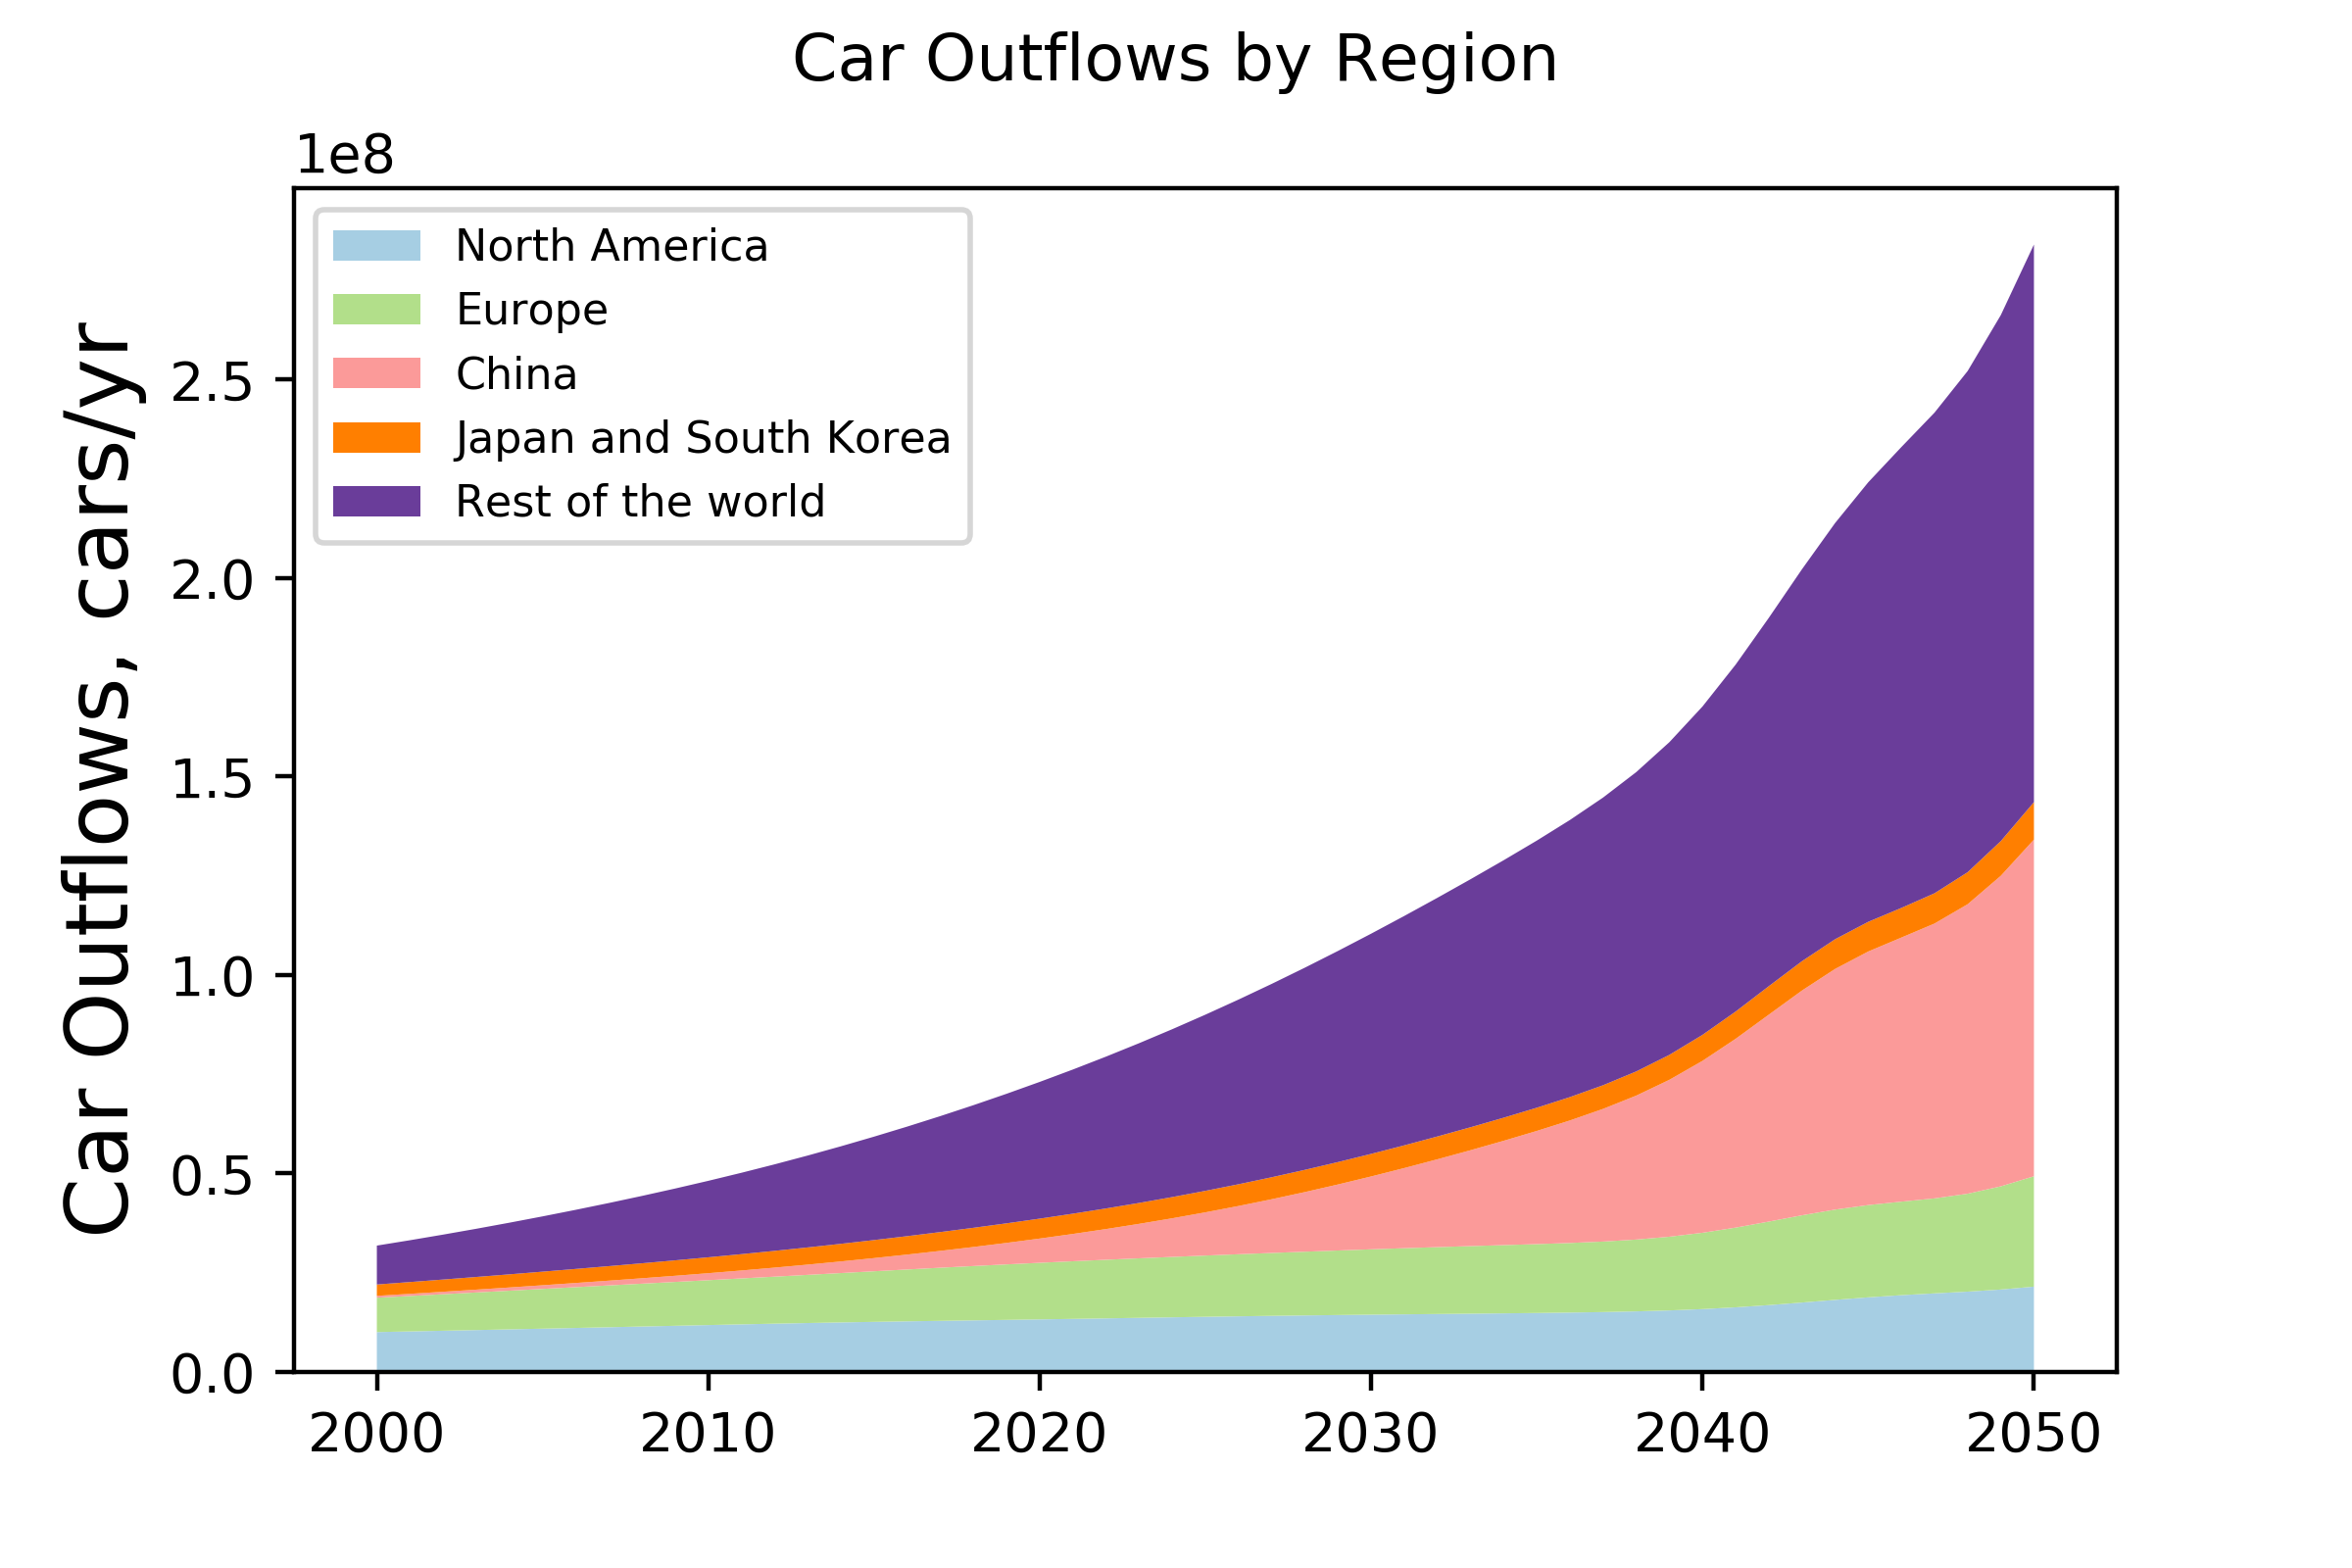 Car Outflows by Region
1e8
North America
Europe
China
Japan and South Korea
Rest of the world
Car Outflows, cars/yr
2.5
2.0
1.5
1.0
0.5
0.0
2000
2010
2020
2030
2040
2050